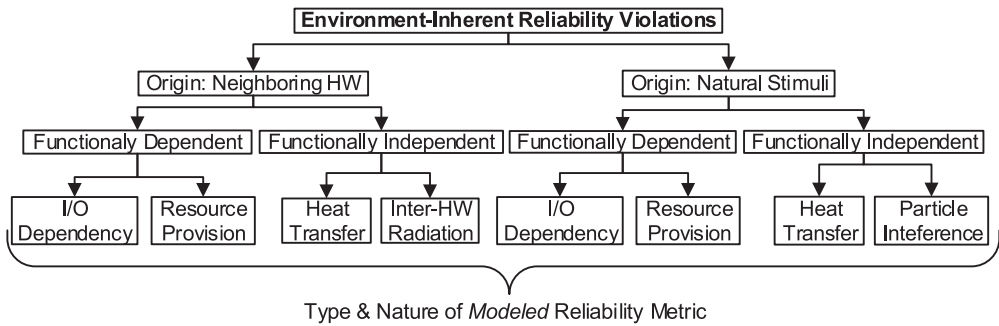 Environment-Inherent Reliability Violations
Origin: Neighboring HW
Origin: Natural Stimuli
Functionaly Dependent
Functionally Independent
Functionally Dependent
Functionally Independent
I/O
Dependency
Resource
Provision
Heat
Transfer
Inter-HW
Radiation
I/O
Dependency
Resource
Provision
Heat
Transfer
Particle
Inteference
Type & Nature of Modeled Reliability Metric